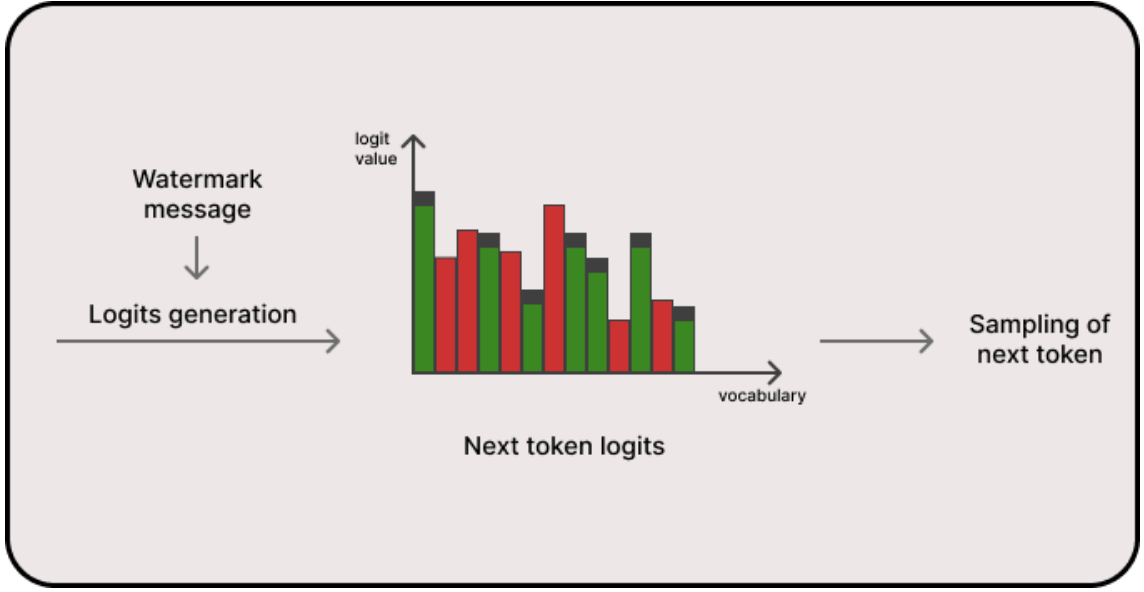 Watermark
message
Logits generation
logit
value
vocabulary
Next token logits
Sampling of
next token